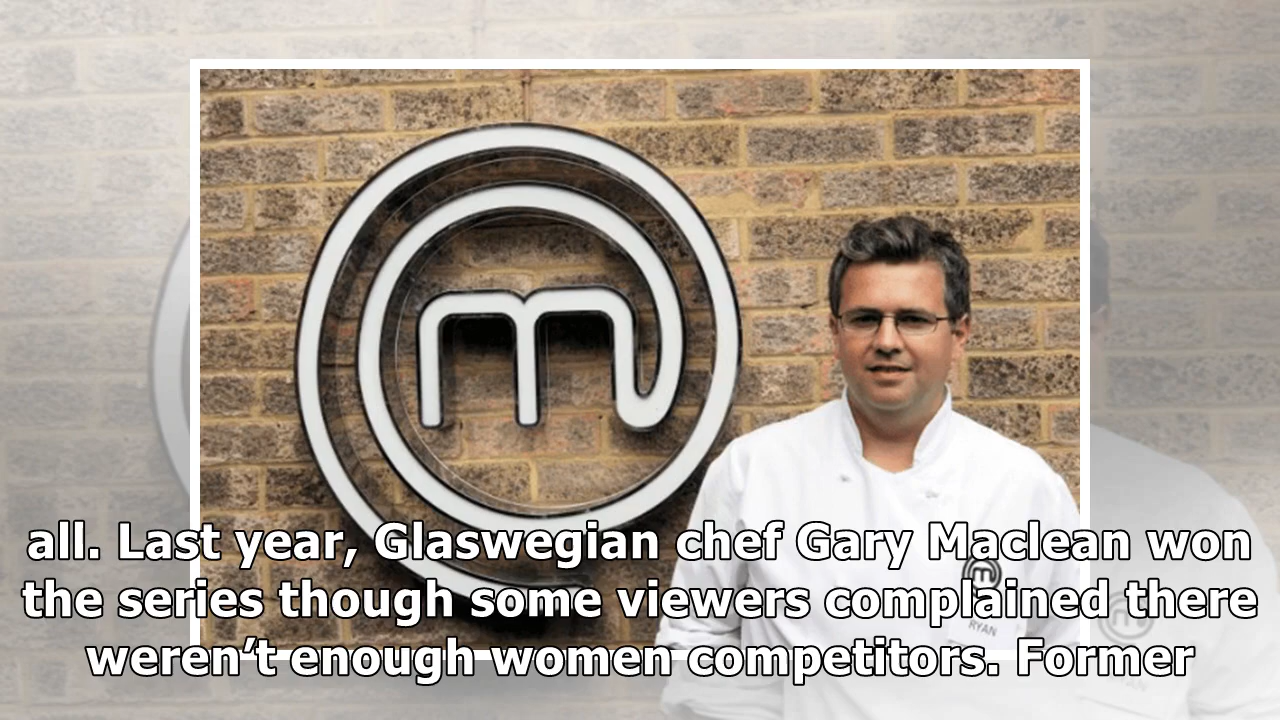 all. Last year, Glaswegian chef Gary Maclean won
the series though some viewers complained there
weren’t enough women competitors. Former
m
RYAN